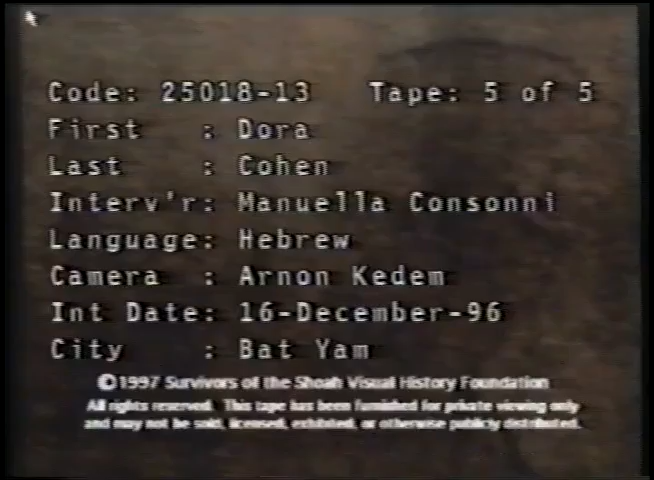 Code: 25018-13 Tape: 5 of 5
First : Dora
Last : Cohen
Interv'r: Manuella Consonni
Language: Hebrew
Camera : Arnon Kedem
Int Date: 16-December-96
City : Bat Yam
©1997 Survivors of the Shoah Visual History Foundation
All rights reserved. This tape has been furnished for private viewing only
and may not be sold, licensed, exhibited, or otherwise publicly distributed.